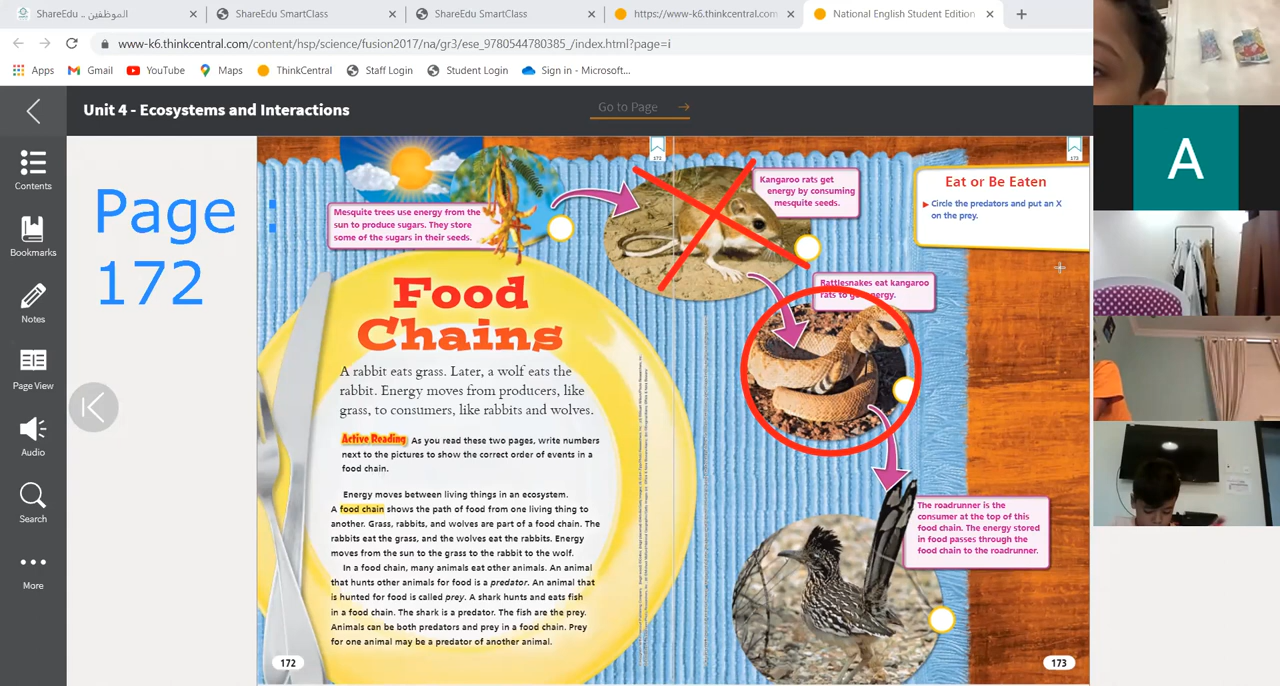 ShareEdu .. الموظفين
ShareEdu SmartClass
ShareEdu SmartClass
https://www-k6.thinkcentral.com
National English Student Edition
www-k6.thinkcentral.com/content/hsp/science/fusion2017/na/gr3/ese_9780544780385_/index.html?page=i
Apps
Gmail
YouTube
Maps
ThinkCentral
Staff Login
Student Login
Sign in - Microsoft...
Unit 4 - Ecosystems and Interactions
Go to Page
Contents
Bookmarks
Notes
Page View
Audio
Search
More
Page :
172
172
173
Mesquite trees use energy from the
sun to produce sugars. They store
some of the sugars in their seeds.
Kangaroo rats get
energy by consuming
mesquite seeds.
Eat or Be Eaten
Circle the predators and put an X
on the prey.
Rattlesnakes eat kangaroo
rats to get energy.
Food
Chains
A rabbit eats grass. Later, a wolf eats the
rabbit. Energy moves from producers, like
grass, to consumers, like rabbits and wolves.
Active Reading As you read these two pages, write numbers
next to the pictures to show the correct order of events in a
food chain.
Energy moves between living things in an ecosystem.
A food chain shows the path of food from one living thing to
another. Grass, rabbits, and wolves are part of a food chain. The
rabbits eat the grass, and the wolves eat the rabbits. Energy
moves from the sun to the grass to the rabbit to the wolf.
In a food chain, many animals eat other animals. An animal
that hunts other animals for food is a predator. An animal that
is hunted for food is called prey. A shark hunts and eats fish
in a food chain. The shark is a predator. The fish are the prey.
Animals can be both predators and prey in a food chain. Prey
for one animal may be a predator of another animal.
The roadrunner is the
consumer at the top of this
food chain. The energy stored
in food passes through the
food chain to the roadrunner.
172
173
A